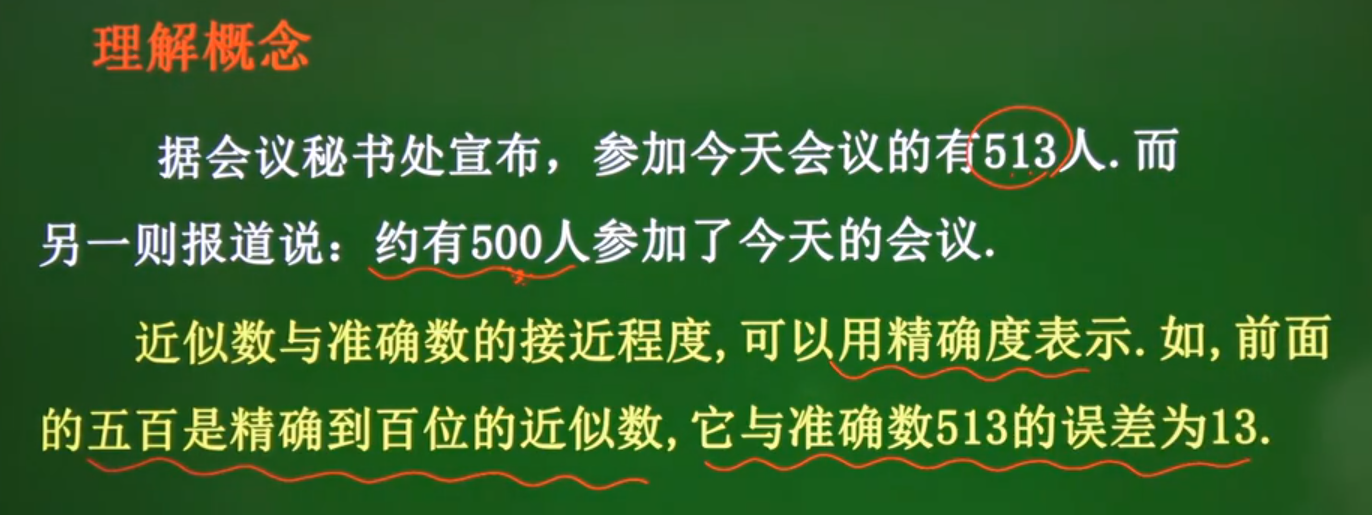 理解概念
据会议秘书处宣布，参加今天会议的有513人.而
另一则报道说：约有500人参加了今天的会议.
近似数与准确数的接近程度,可以用精确度表示.如,前面
的五百是精确到百位的近似数,它与准确数513的误差为13.